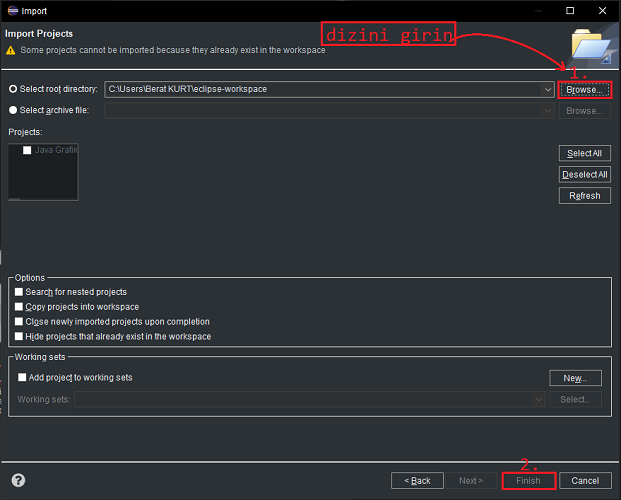 Import
Import Projects
dizini girin
Some projects cannot be imported because they already exist in the workspace
1.
Select root directory:
C:\Users\Berat KURT\eclipse-workspace
Browse...
Select archive file:
Browse...
Projects:
Java Grafik
Select All
Deselect All
Refresh
Options
Search for nested projects
Copy projects into workspace
Close newly imported projects upon completion
Hide projects that already exist in the workspace
Working sets
Add project to working sets
New...
Working sets:
Select...
2.
?
< Back
Next >
Finish
Cancel